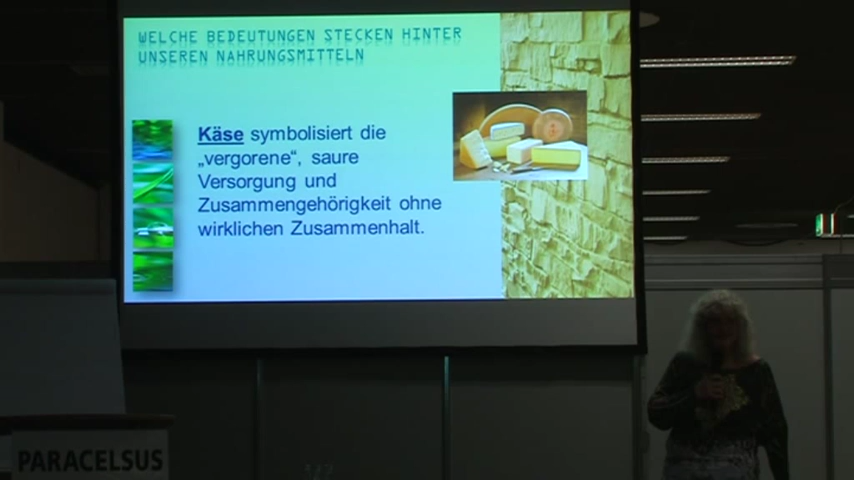 WELCHE BEDEUTUNGEN STECKEN HINTER
UNSEREN NAHRUNGSMITTELN
Käse symbolisiert die
„vergorene“, saure
Versorgung und
Zusammengehörigkeit ohne
wirklichen Zusammenhalt.
PARACELSUS